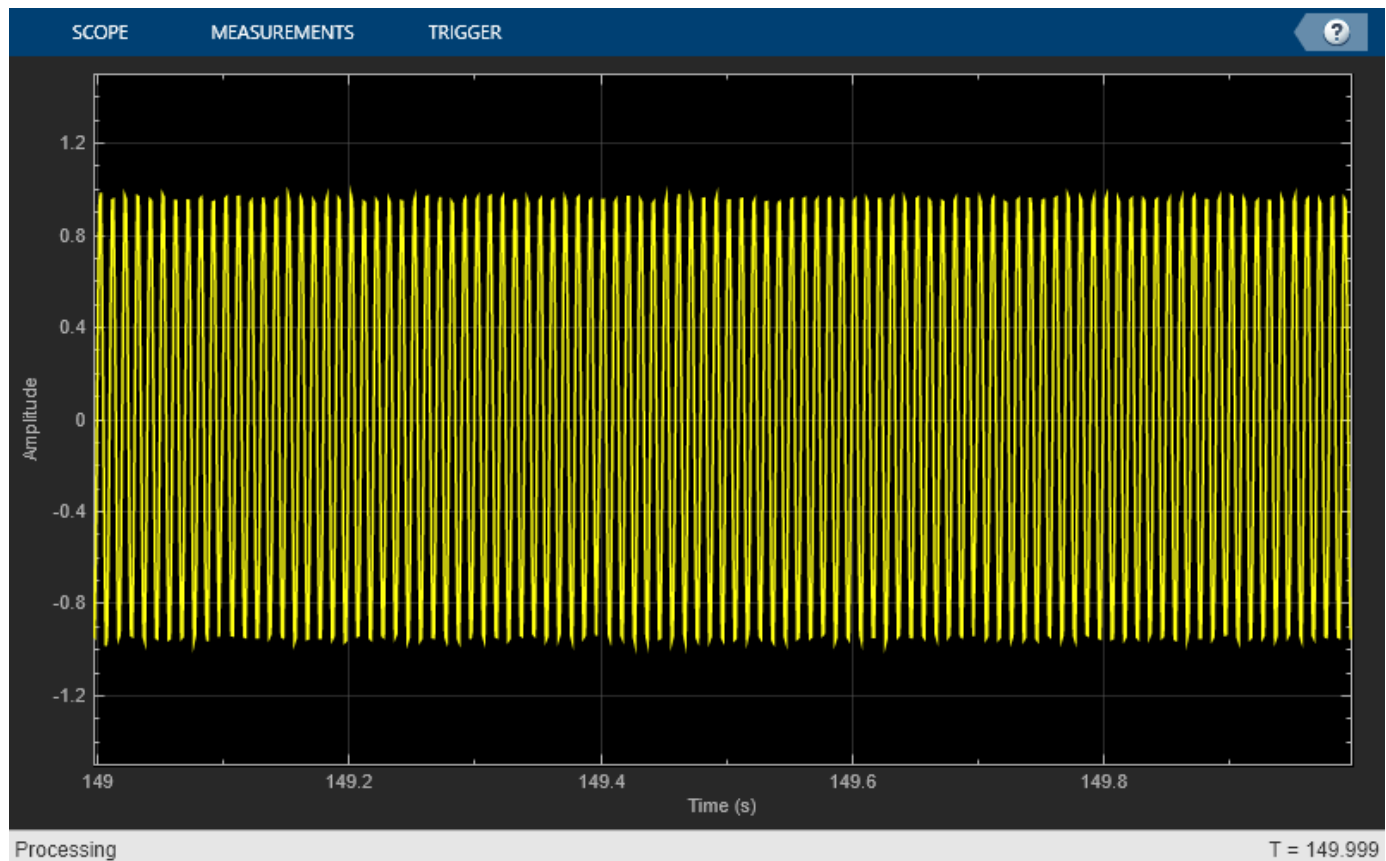 SCOPE MEASUREMENTS TRIGGER ?
1.2
0.8
0.4
0
-0.4
-0.8
-1.2
Amplitude
149 149.2 149.4 149.6 149.8
Time (s)
Processing T = 149.999